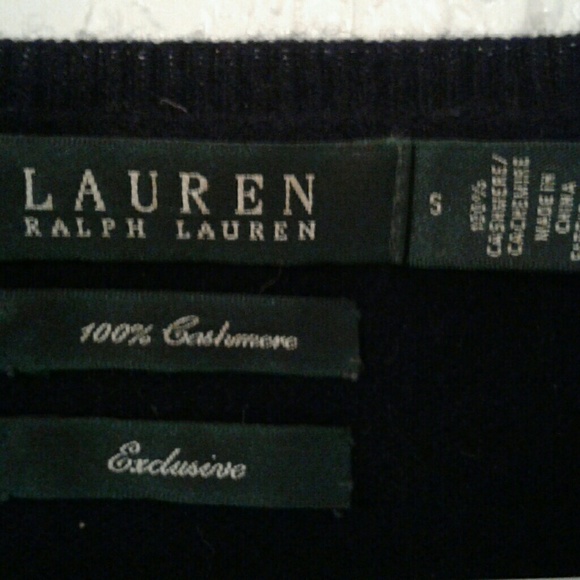 LAUREN
RALPH LAUREN
S
100%
CASHMERE/
CACHEMIRE
MADE IN
CHINA
100% Cashmere
Exclusive